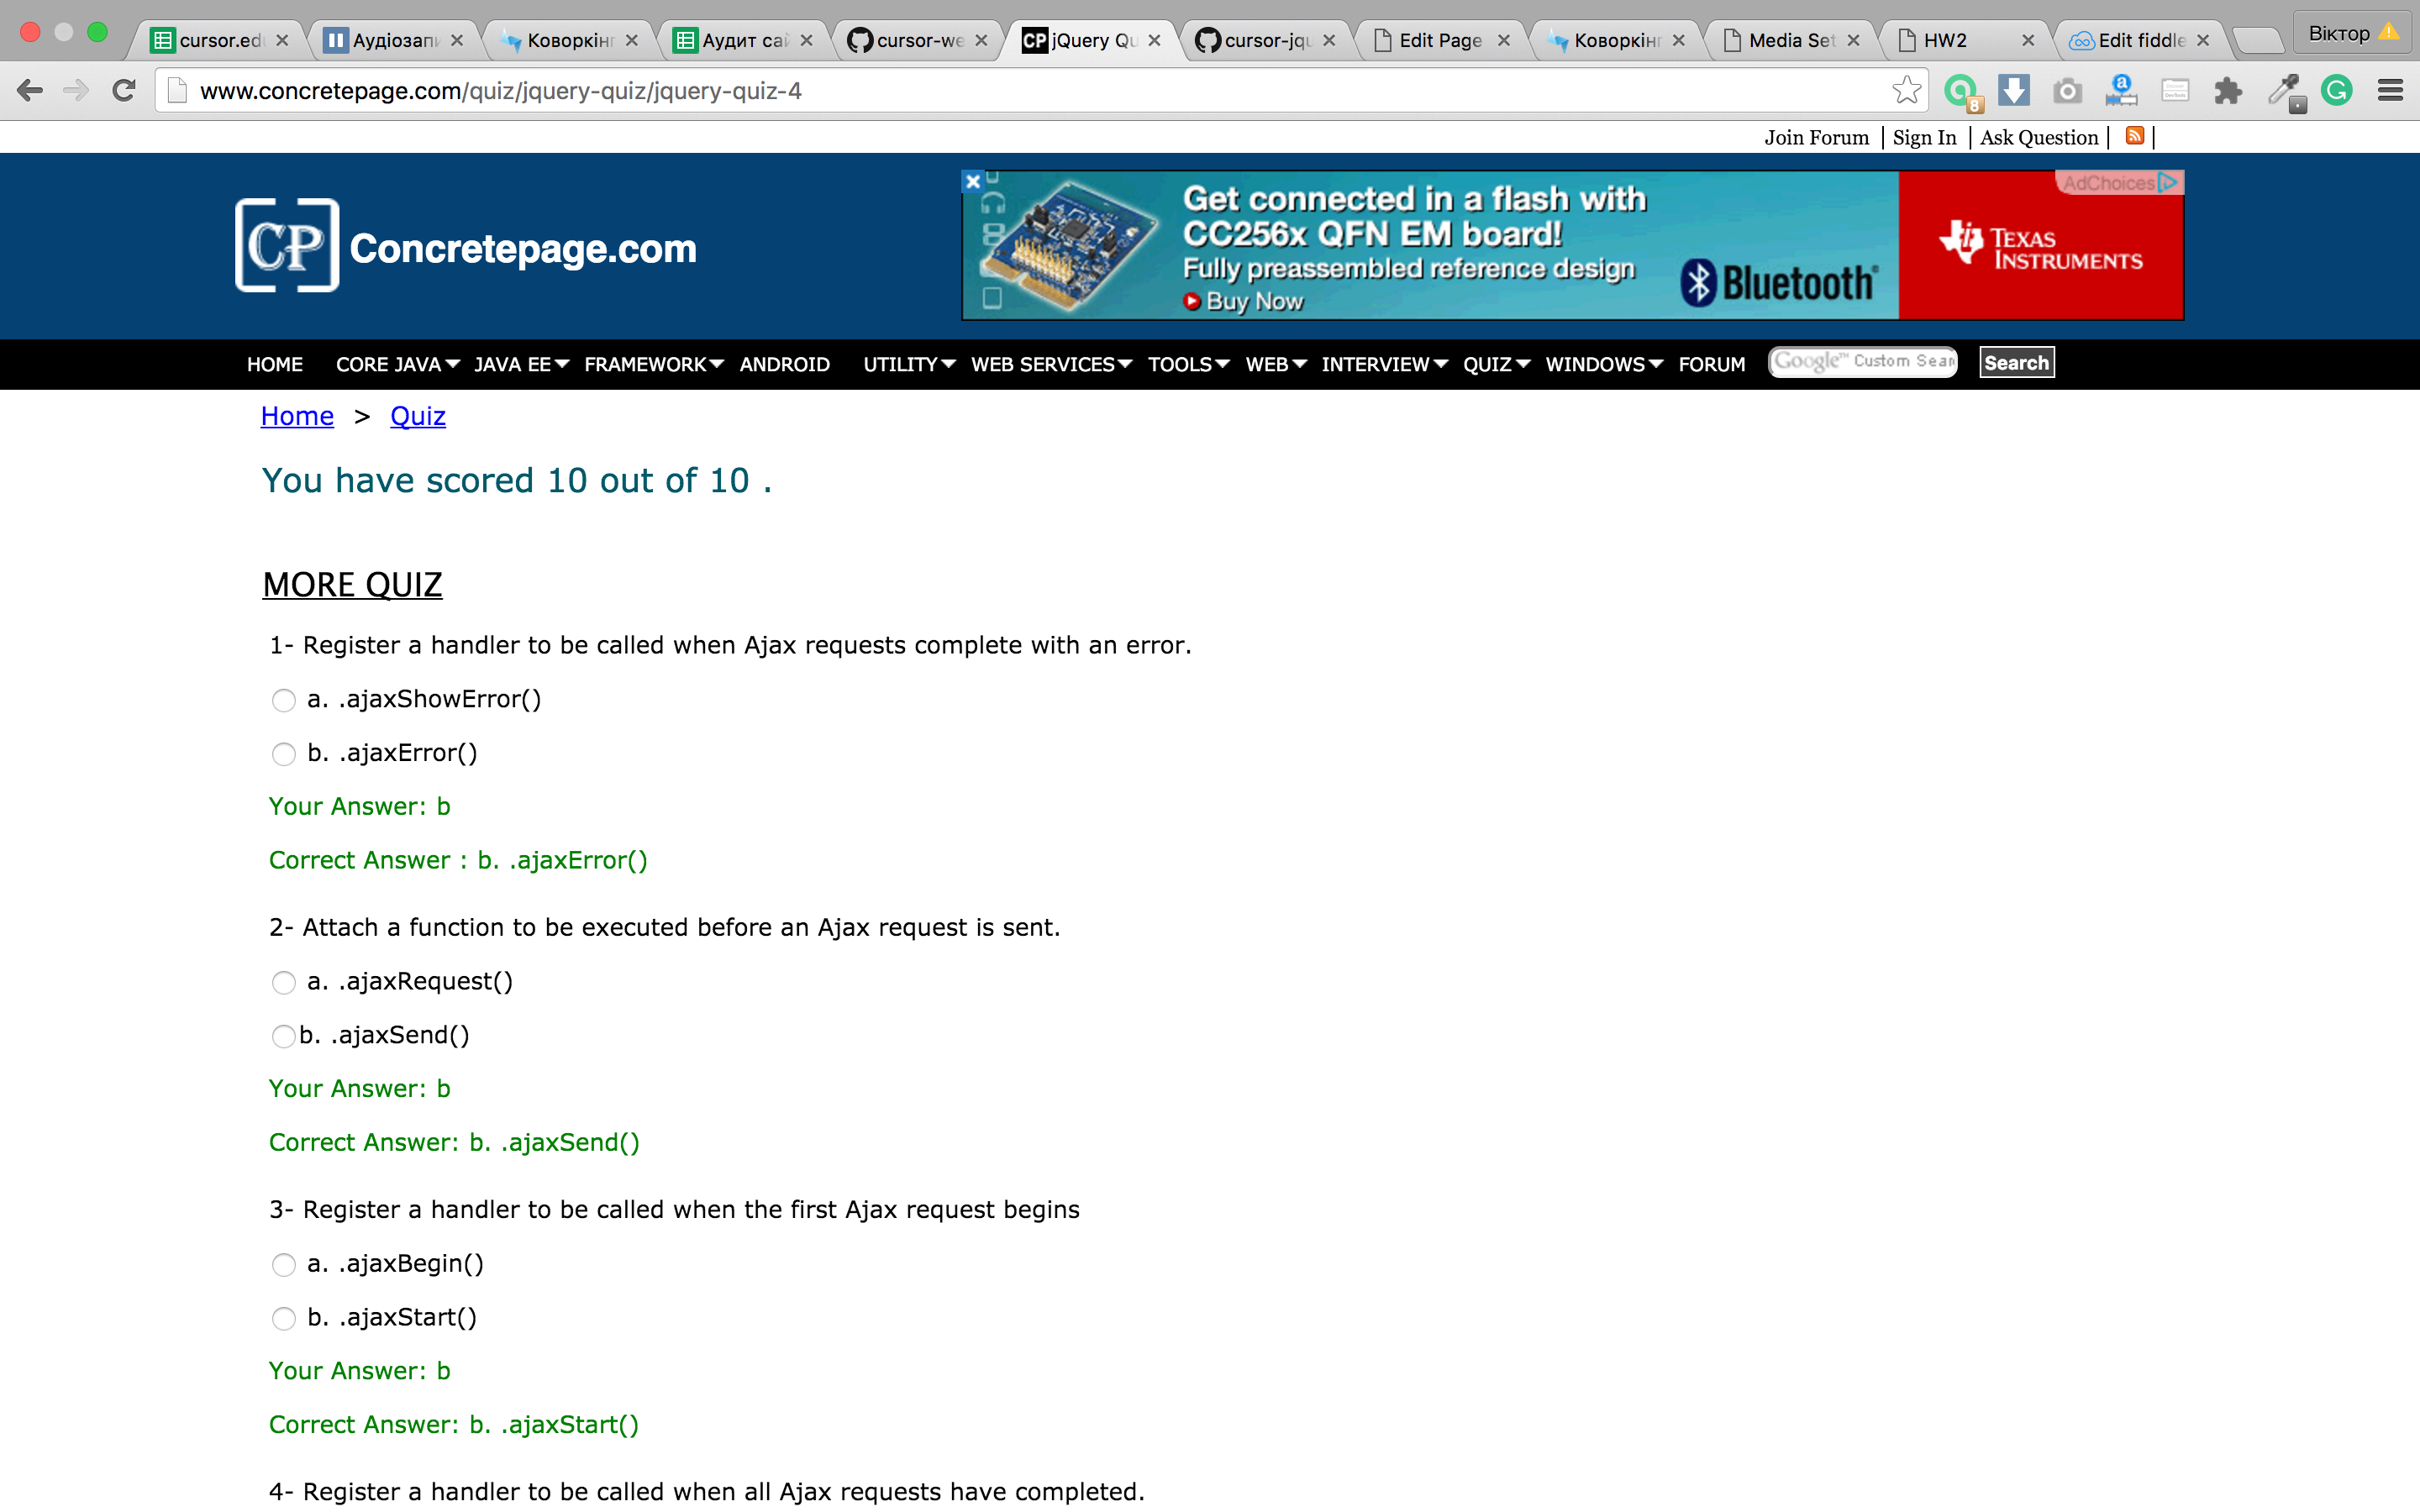 cursor.ed
Аудіозапи
Коворкінг
Аудит сай
cursor-we
CP jQuery Qu
cursor-jqu
Edit Page
Коворкінг
Media Set
HW2
Edit fiddle
Віктор
www.concretepage.com/quiz/jquery-quiz/jquery-quiz-4
8
Join Forum | Sign In | Ask Question |
CP Concretepage.com
Get connected in a flash with
CC256x QFN EM board!
Fully preassembled reference design
Buy Now
Bluetooth
AdChoices
TEXAS
INSTRUMENTS
HOME CORE JAVA JAVA EE FRAMEWORK ANDROID UTILITY WEB SERVICES TOOLS WEB INTERVIEW QUIZ WINDOWS FORUM Google™ Custom Sear Search
Home > Quiz
You have scored 10 out of 10 .
MORE QUIZ
1- Register a handler to be called when Ajax requests complete with an error.
a. .ajaxShowError()
b. .ajaxError()
Your Answer: b
Correct Answer : b. .ajaxError()
2- Attach a function to be executed before an Ajax request is sent.
a. .ajaxRequest()
b. .ajaxSend()
Your Answer: b
Correct Answer: b. .ajaxSend()
3- Register a handler to be called when the first Ajax request begins
a. .ajaxBegin()
b. .ajaxStart()
Your Answer: b
Correct Answer: b. .ajaxStart()
4- Register a handler to be called when all Ajax requests have completed.